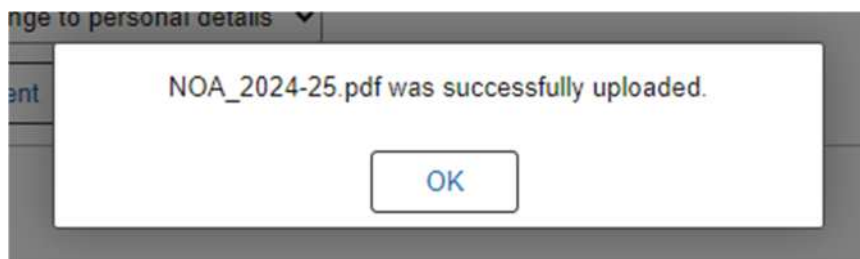 nge to personal details
ent
NOA_2024-25.pdf was successfully uploaded.
OK